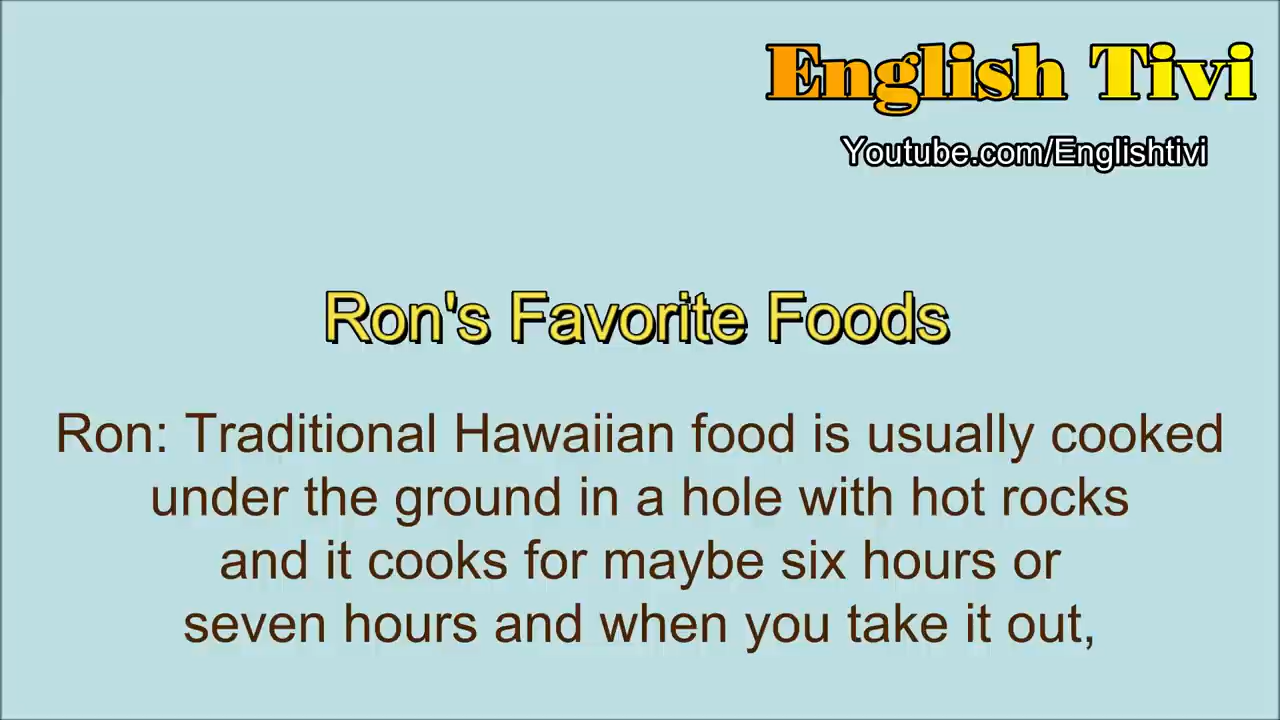 English Tivi
Youtube.com/Englishtivi
Ron's Favorite Foods
Ron: Traditional Hawaiian food is usually cooked
under the ground in a hole with hot rocks
and it cooks for maybe six hours or
seven hours and when you take it out,